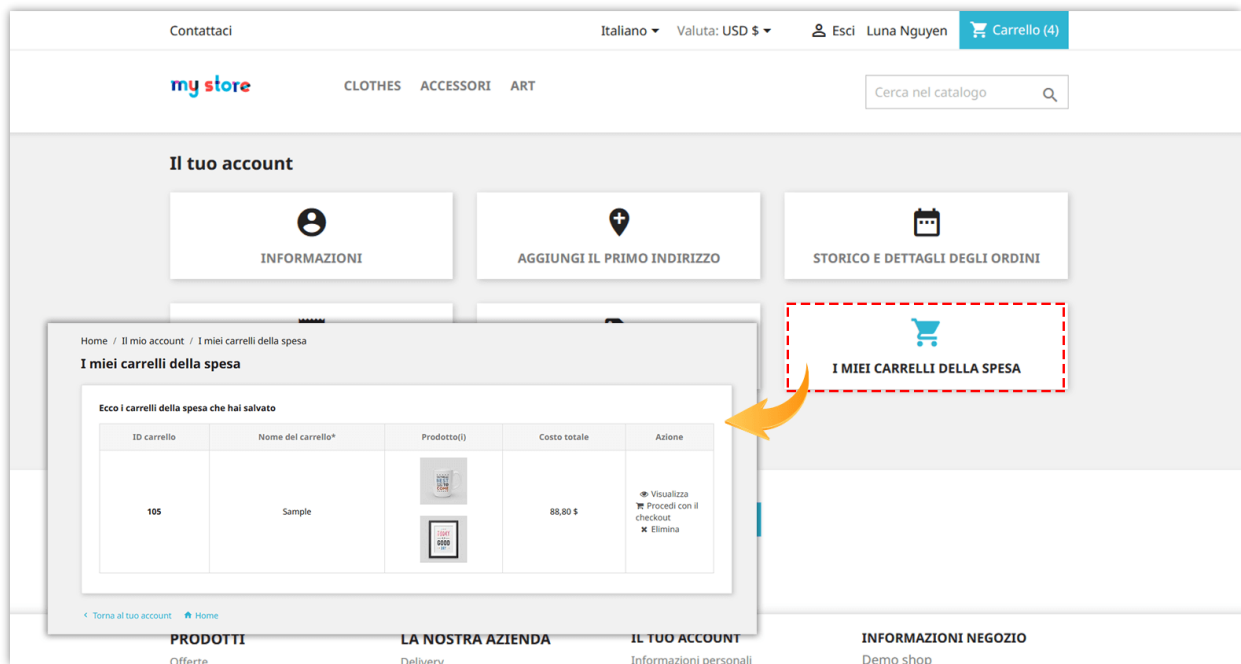 Contattaci
Italiano
Valuta: USD $
Esci
Luna Nguyen
Carrello (4)
my store
CLOTHES
ACCESSORI
ART
Cerca nel catalogo
Il tuo account
INFORMAZIONI
AGGIUNGI IL PRIMO INDIRIZZO
STORICO E DETTAGLI DEGLI ORDINI
I MIEI CARRELLI DELLA SPESA
Home / Il mio account / I miei carrelli della spesa
I miei carrelli della spesa
Ecco i carrelli della spesa che hai salvato
ID carrello
Nome del carrello*
Prodotto(i)
Costo totale
Azione
105
Sample
88,80 $
Visualizza
Procedi con il
checkout
Elimina
Torna al tuo account
Home
PRODOTTI
LA NOSTRA AZIENDA
IL TUO ACCOUNT
INFORMAZIONI NEGOZIO
Offerte
Delivery
Informazioni personali
Demo shop